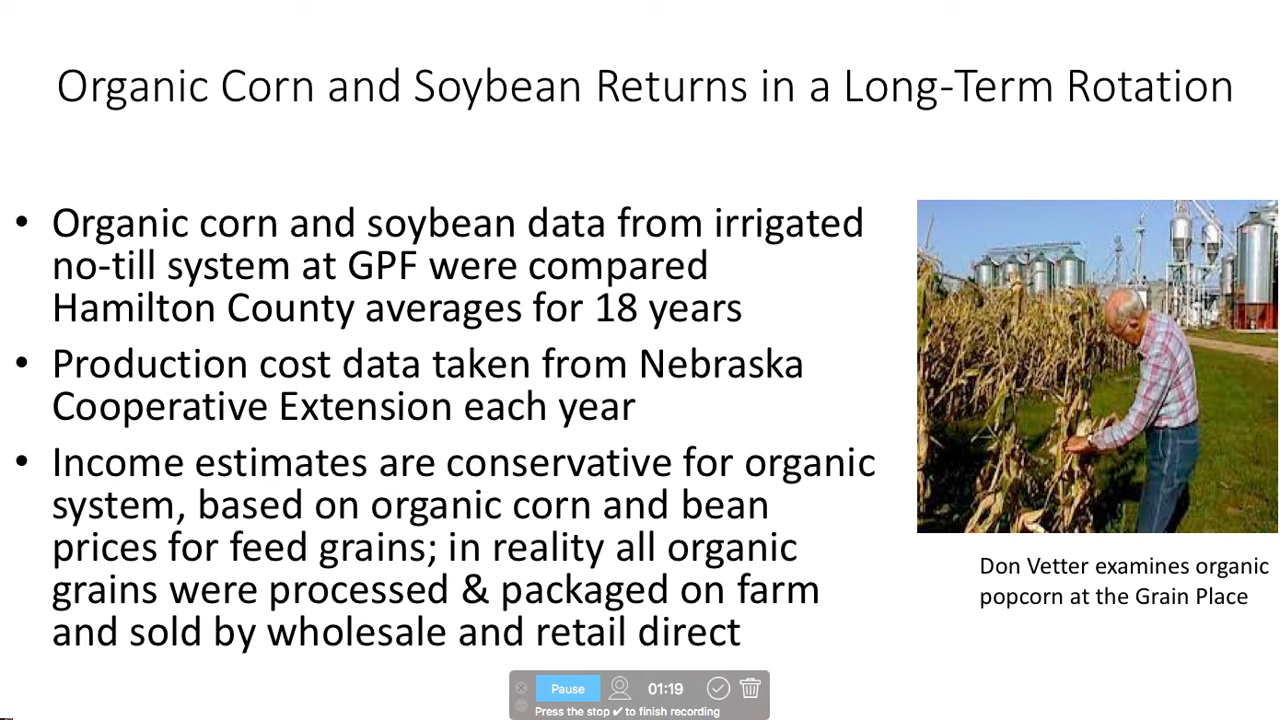 Organic Corn and Soybean Returns in a Long-Term Rotation
• Organic corn and soybean data from irrigated
no-till system at GPF were compared
Hamilton County averages for 18 years
• Production cost data taken from Nebraska
Cooperative Extension each year
• Income estimates are conservative for organic
system, based on organic corn and bean
prices for feed grains; in reality all organic
grains were processed & packaged on farm
and sold by wholesale and retail direct
Don Vetter examines organic
popcorn at the Grain Place
Pause
01:19
Press the stop ✔ to finish recording